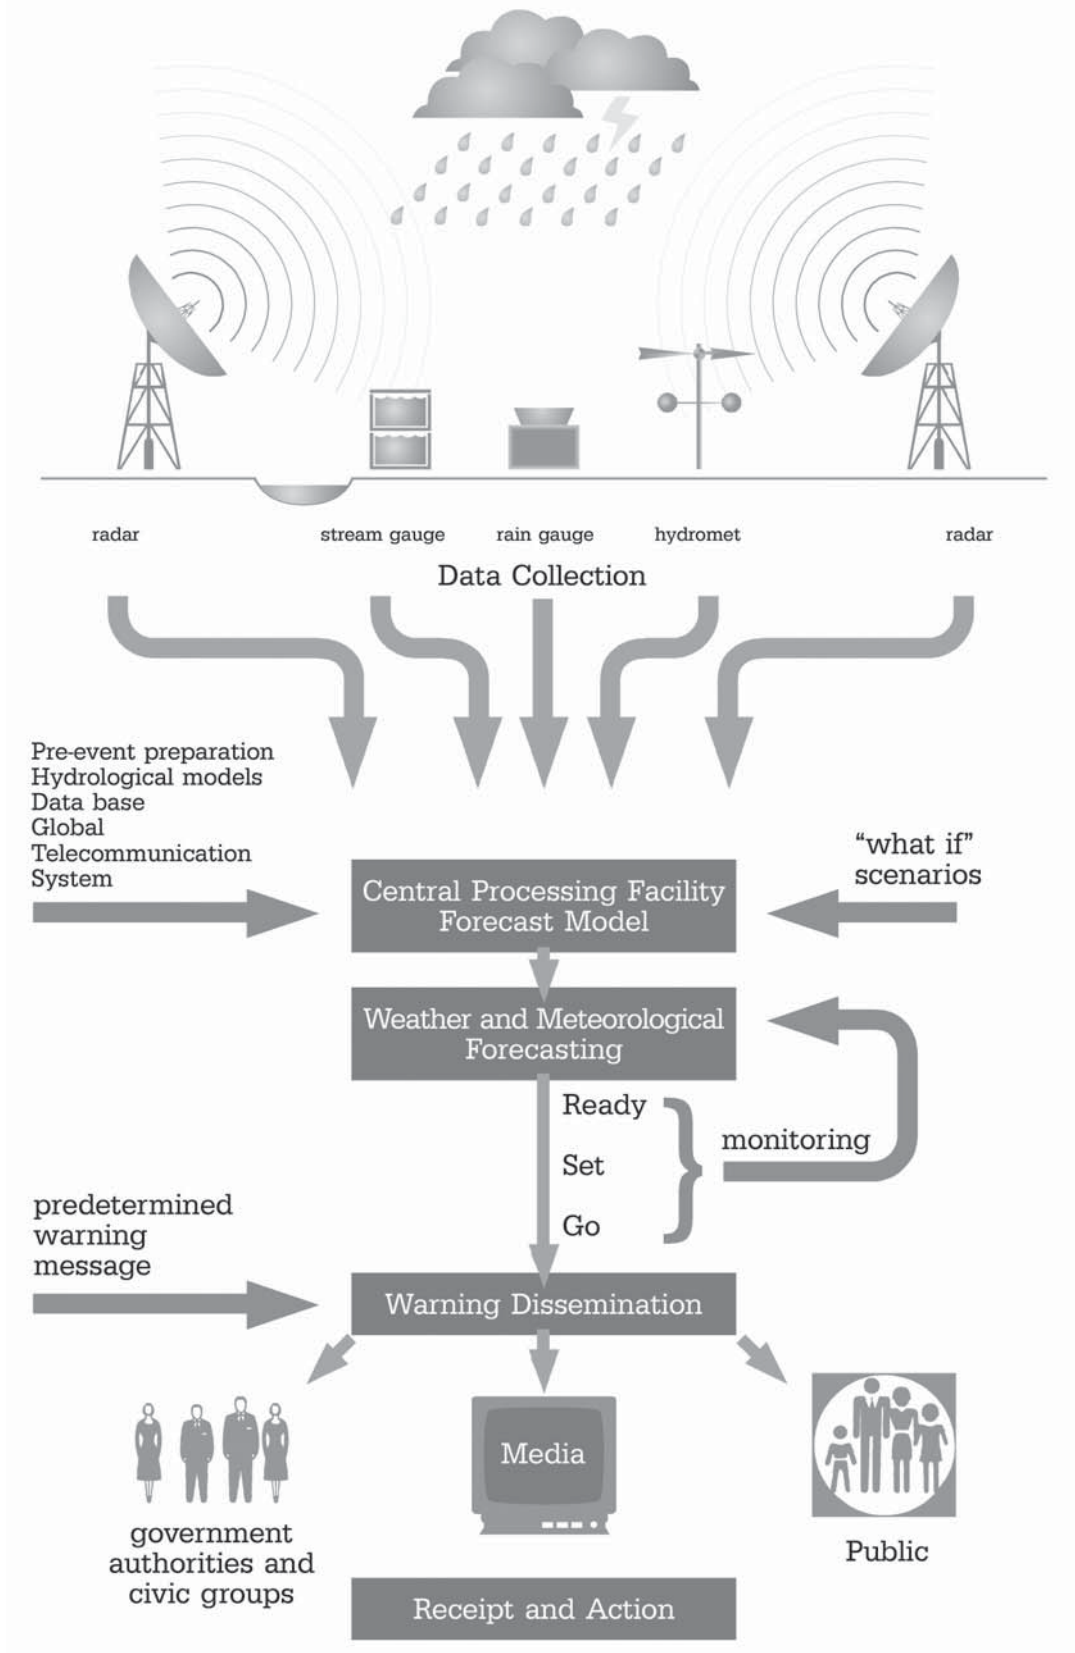 radar
stream gauge
rain gauge
hydromet
radar
Data Collection
Pre-event preparation
Hydrological models
Data base
Global
Telecommunication
System
“what if”
scenarios
Central Processing Facility
Forecast Model
Weather and Meteorological
Forecasting
Ready
Set
Go
monitoring
predetermined
warning
message
Warning Dissemination
Media
government
authorities and
civic groups
Public
Receipt and Action